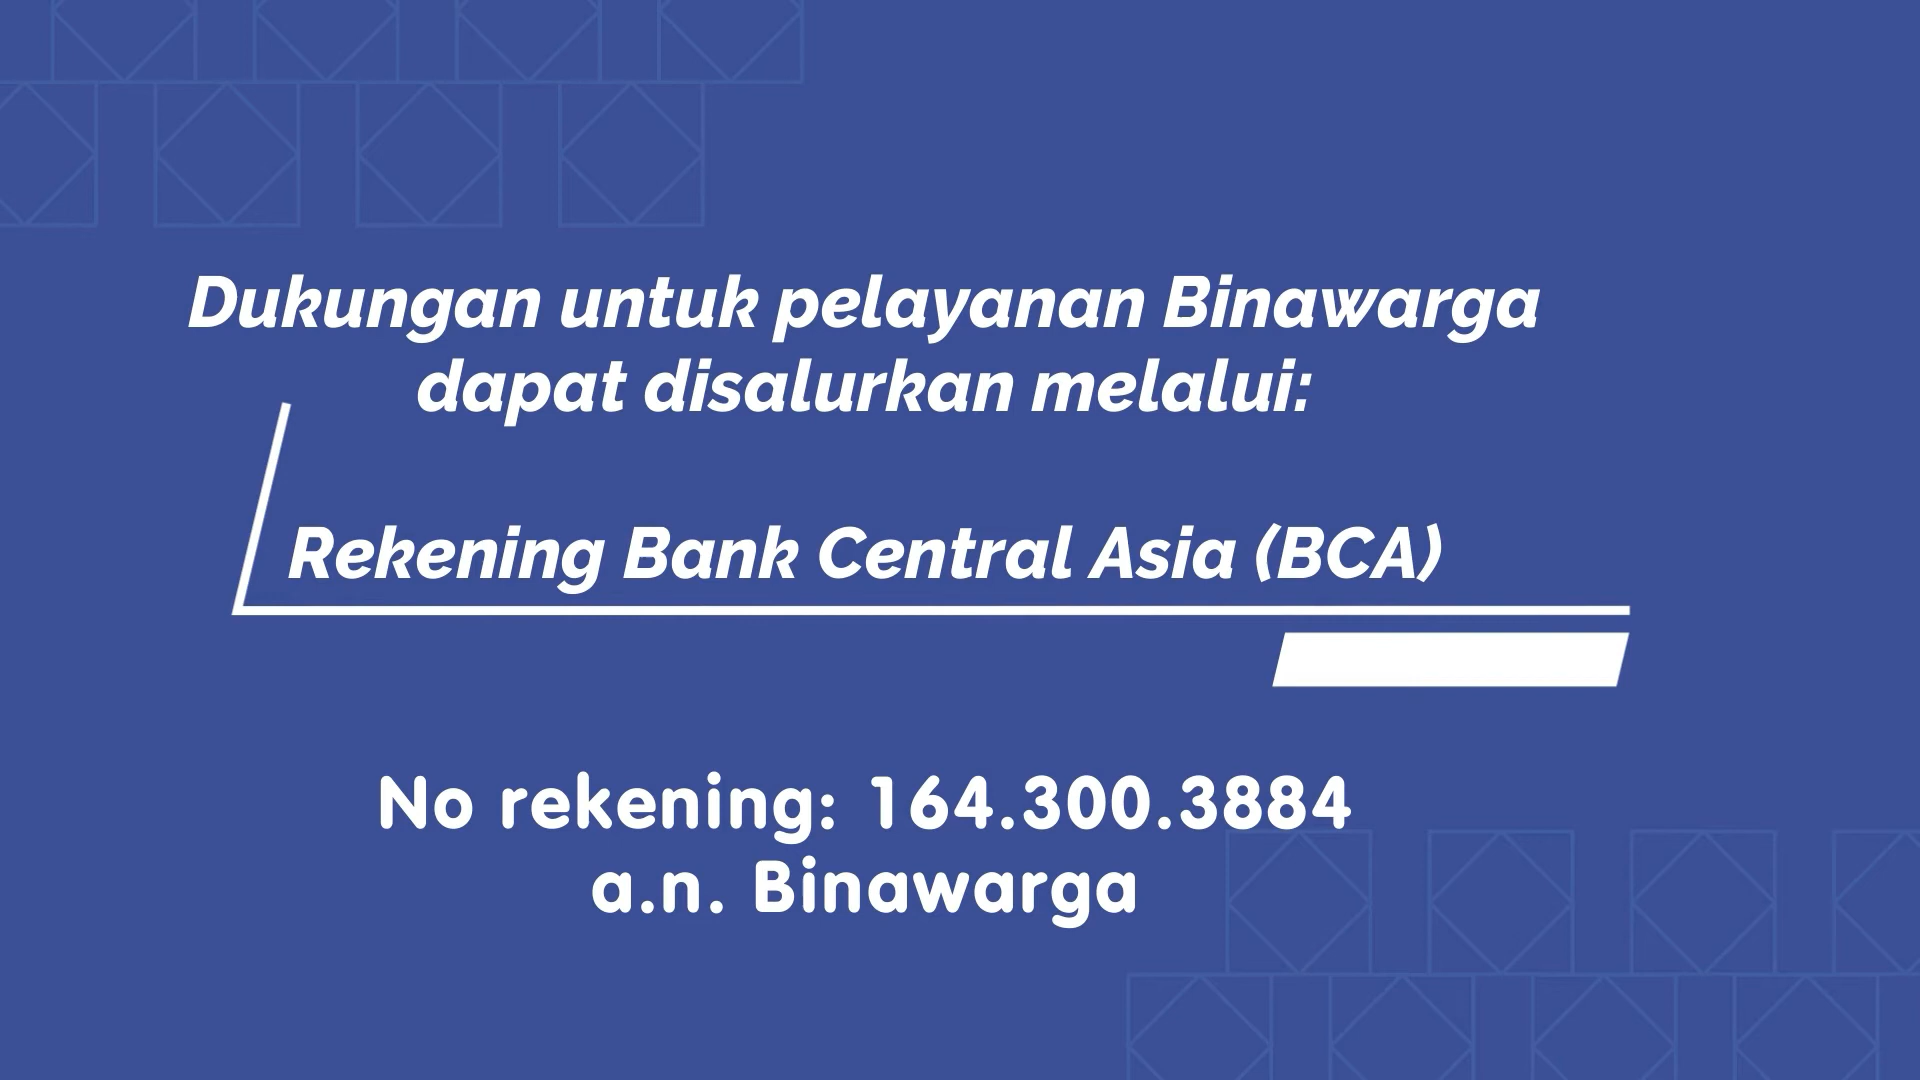 Dukungan untuk pelayanan Binawarga
dapat disalurkan melalui:
Rekening Bank Central Asia (BCA)
No rekening: 164.300.3884
a.n. Binawarga